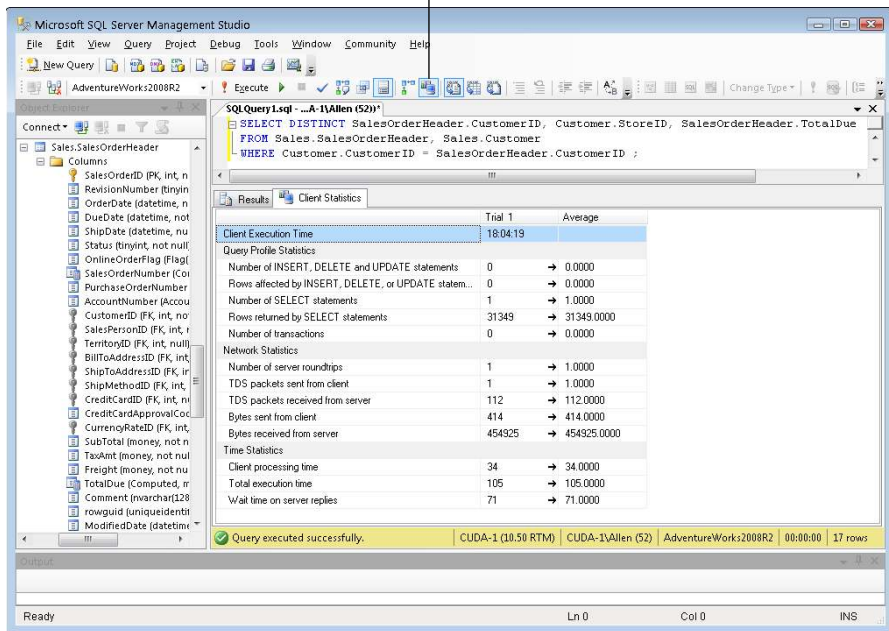 Microsoft SQL Server Management Studio
File Edit View Query Project Debug Tools Window Community Help
New Query
AdventureWorks2008R2 Execute Change Type
Object Explorer
SQLQuery1.sql - ...A-1\Allen (52))*
Connect
SELECT DISTINCT SalesOrderHeader.CustomerID, Customer.StoreID, SalesOrderHeader.TotalDue
FROM Sales.SalesOrderHeader, Sales.Customer
WHERE Customer.CustomerID = SalesOrderHeader.CustomerID ;
Sales.SalesOrderHeader
Columns
SalesOrderID (PK, int, n
RevisionNumber (tinyin
OrderDate (datetime, n
DueDate (datetime, not
ShipDate (datetime, nu
Status (tinyint, not null)
OnlineOrderFlag (Flag(
SalesOrderNumber (Co
PurchaseOrderNumber
AccountNumber (Accou
CustomerID (FK, int, no
SalesPersonID (FK, int, r
TerritoryID (FK, int, null)
BillToAddressID (FK, int,
ShipToAddressID (FK, in
ShipMethodID (FK, int,
CreditCardID (FK, int, n
CreditCardApprovalCod
CurrencyRateID (FK, int,
SubTotal (money, not n
TaxAmt (money, not nul
Freight (money, not nu
TotalDue (Computed, m
Comment (nvarchar(128
rowguid (uniqueidentif
ModifiedDate (datetime
Results Client Statistics
Trial 1 Average
Client Execution Time 18:04:19
Query Profile Statistics
Number of INSERT, DELETE and UPDATE statements 0 → 0.0000
Rows affected by INSERT, DELETE, or UPDATE statem... 0 → 0.0000
Number of SELECT statements 1 → 1.0000
Rows returned by SELECT statements 31349 → 31349.0000
Number of transactions 0 → 0.0000
Network Statistics
Number of server roundtrips 1 → 1.0000
TDS packets sent from client 1 → 1.0000
TDS packets received from server 112 → 112.0000
Bytes sent from client 414 → 414.0000
Bytes received from server 454925 → 454925.0000
Time Statistics
Client processing time 34 → 34.0000
Total execution time 105 → 105.0000
Wait time on server replies 71 → 71.0000
Query executed successfully. CUDA-1 (10.50 RTM) CUDA-1\Allen (52) AdventureWorks2008R2 00:00:00 17 rows
Output
Ready Ln 0 Col 0 INS